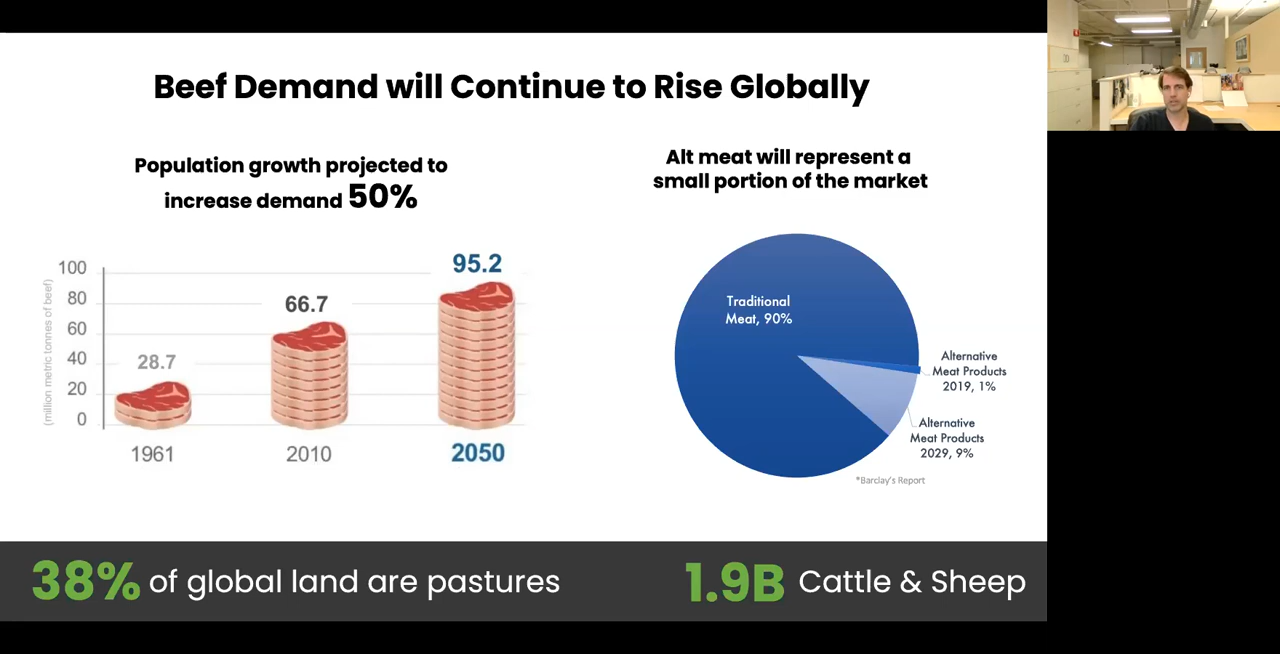 Beef Demand will Continue to Rise Globally
Population growth projected to
increase demand 50%
(million metric tonnes of beef)
100
80
60
40
20
0
28.7
66.7
95.2
1961
2010
2050
Alt meat will represent a
small portion of the market
Traditional
Meat, 90%
Alternative
Meat Products
2019, 1%
Alternative
Meat Products
2029, 9%
*Barclay's Report
38% of global land are pastures
1.9B Cattle & Sheep